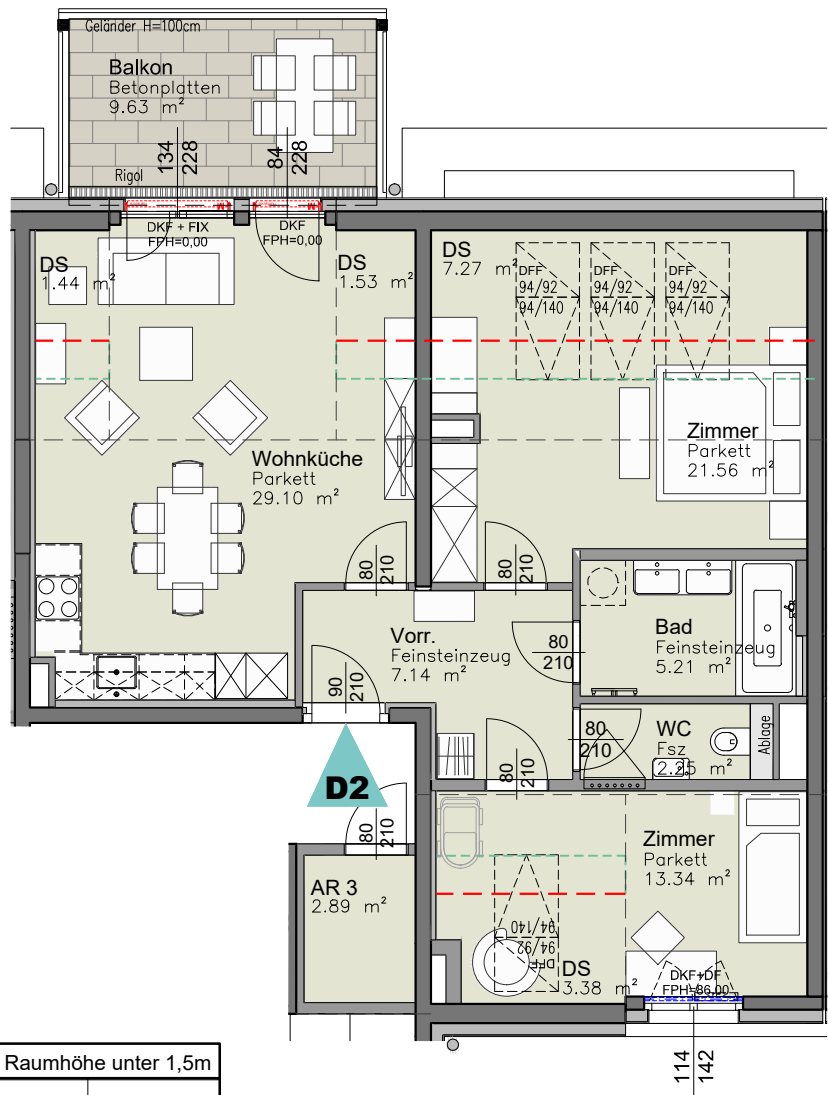 Geländer H=100cm
Balkon
Betonplatten
9.63 m²
134
228
84
228
Rigol
DKF + FIX
FPH=0,00
DKF
FPH=0,00
DS
1.44 m²
DS
1.53 m²
DS
7.27 m²
DFF
94/92
94/140
DFF
94/92
94/140
DFF
94/92
94/140
Wohnküche
Parkett
29.10 m²
Zimmer
Parkett
21.56 m²
80
210
80
210
Vorr.
Feinsteinzeug
7.14 m²
80
210
Bad
Feinsteinzeug
5.21 m²
90
210
80
210
WC
Fsz
2.25 m²
Ablage
D2
80
210
80
210
Zimmer
Parkett
13.34 m²
AR 3
2.89 m²
94/140
94/92
DFF
DS
3.38 m²
DKF+DF
FPH=86,00
114
142
Raumhöhe unter 1,5m